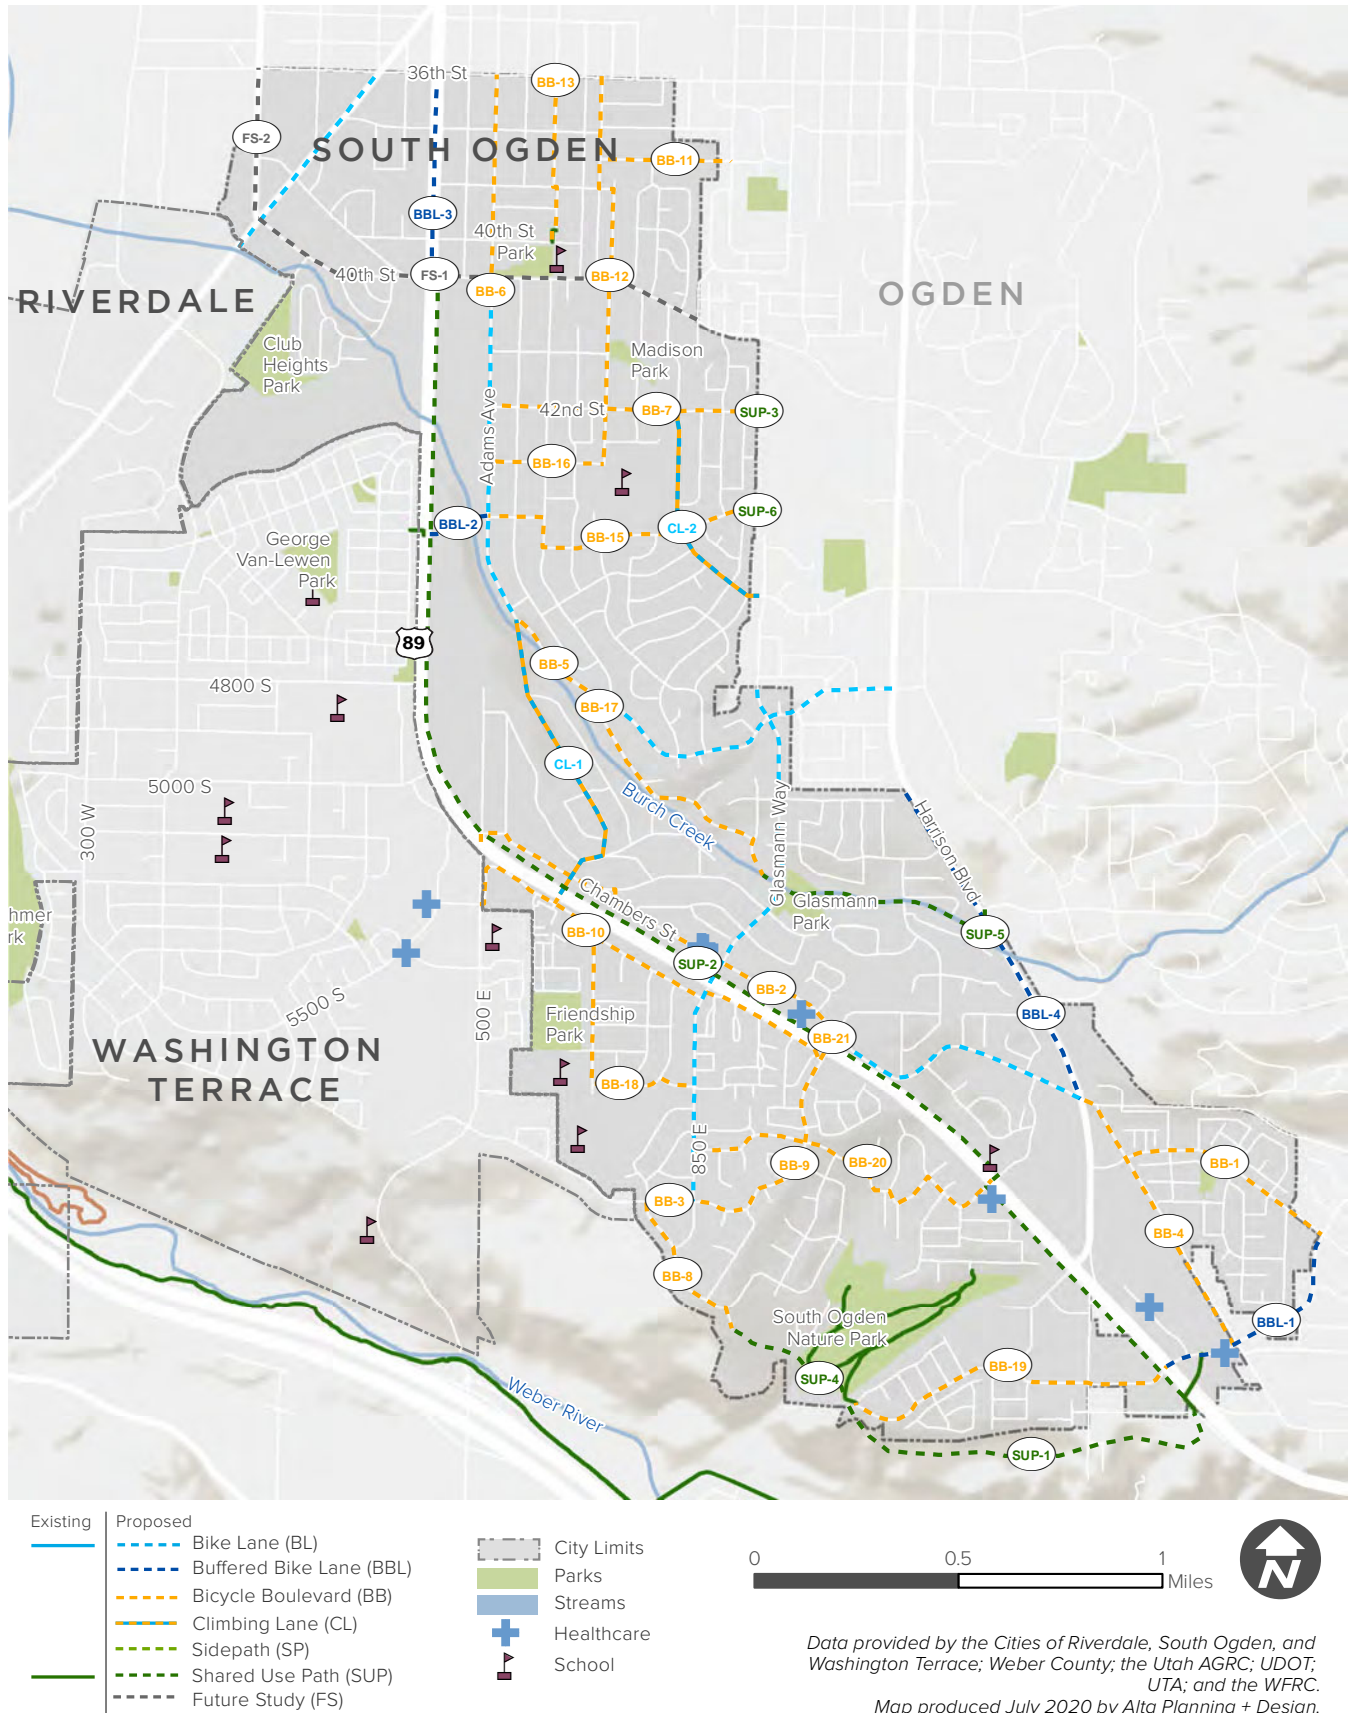 36th St
BB-13
FS-2
SOUTH OGDEN
BB-11
BBL-3
40th St
Park
40th St
FS-1
BB-12
BB-6
RIVERDALE
OGDEN
Club
Heights
Park
Madison
Park
Adams Ave
42nd St
BB-7
SUP-3
BB-16
SUP-6
BBL-2
CL-2
BB-15
George
Van-Lewen
Park
89
BB-5
4800 S
BB-17
CL-1
5000 S
300 W
Burch Creek
Glasmann Way
Harrison Blvd
Chambers St
Glasmann
Park
hmer
rk
BB-10
SUP-5
SUP-2
BB-2
5500 S
500 E
Friendship
Park
BBL-4
BB-21
WASHINGTON
TERRACE
BB-18
850 E
BB-9
BB-20
BB-1
BB-3
BB-4
BB-8
South Ogden
Nature Park
BBL-1
BB-19
SUP-4
Weber River
SUP-1
Existing
Proposed
Bike Lane (BL)
Buffered Bike Lane (BBL)
Bicycle Boulevard (BB)
Climbing Lane (CL)
Sidepath (SP)
Shared Use Path (SUP)
Future Study (FS)
City Limits
Parks
Streams
Healthcare
School
0 0.5 1
Miles
N
Data provided by the Cities of Riverdale, South Ogden, and
Washington Terrace; Weber County; the Utah AGRC; UDOT;
UTA; and the WFRC.
Map produced July 2020 by Alta Planning + Design.